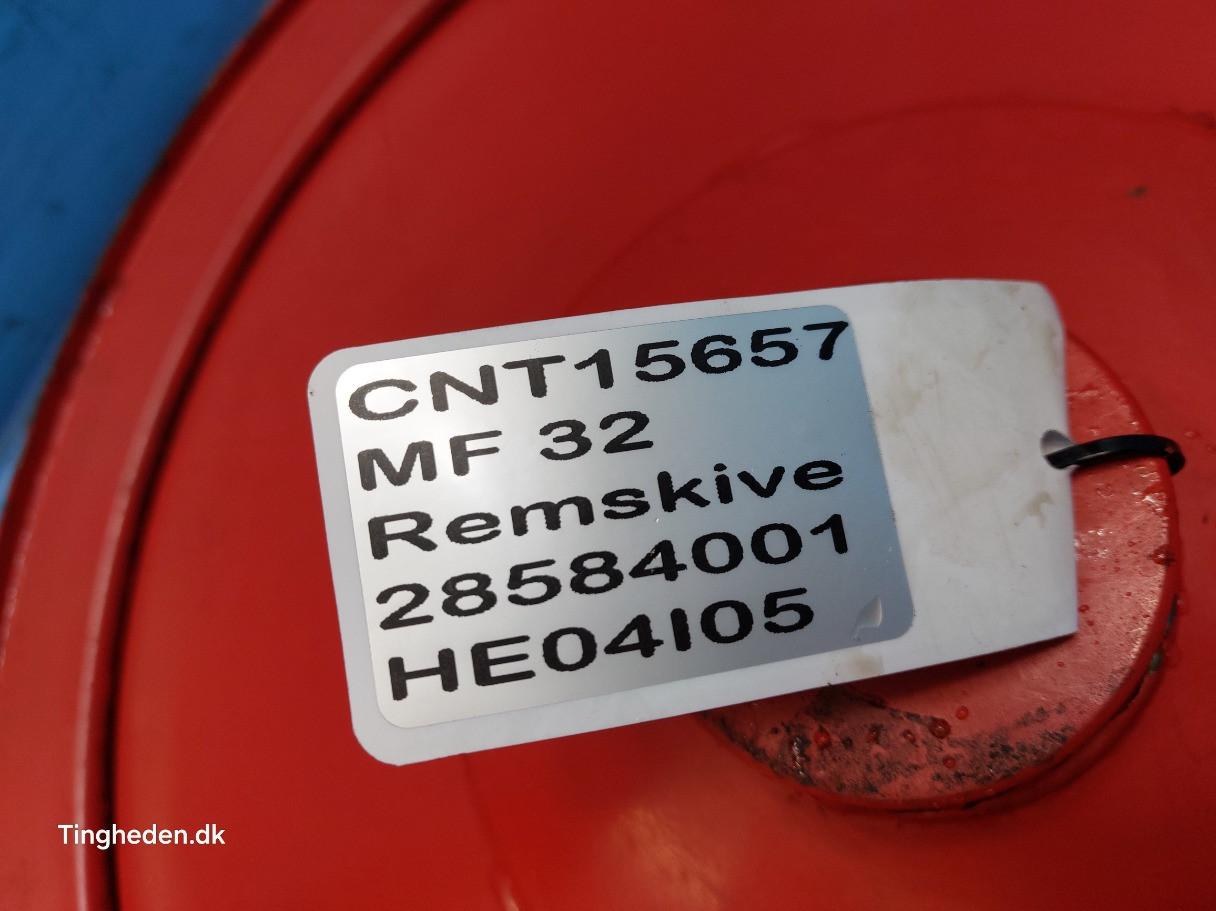 CNT15657
MF 32
Remskive
28584001
HE04I05
Tingheden.dk